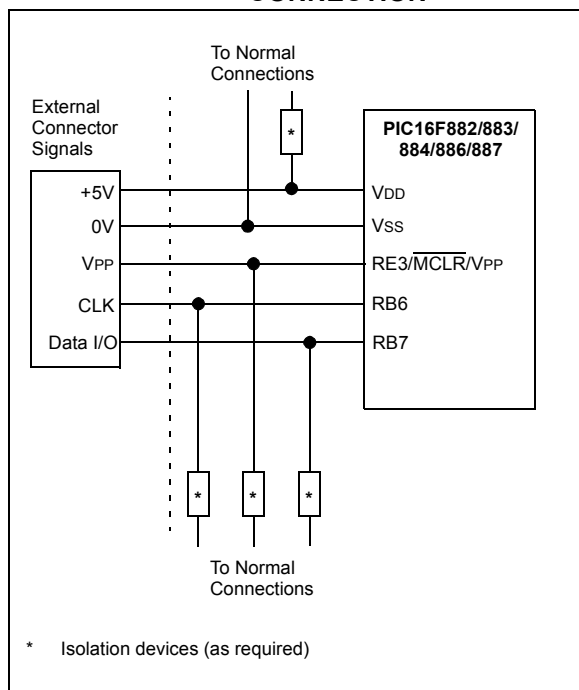 CONNECTION
To Normal
Connections
External
Connector
Signals
*
PIC16F882/883/
884/886/887
+5V
VDD
0V
VSS
VPP
RE3/MCLR/VPP
CLK
RB6
Data I/O
RB7
* * *
To Normal
Connections
* Isolation devices (as required)